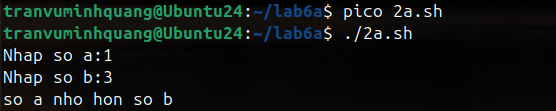 tranvuminhquang@Ubuntu24:~/lab6a$ pico 2a.sh
tranvuminhquang@Ubuntu24:~/lab6a$ ./2a.sh
Nhap so a:1
Nhap so b:3
so a nho hon so b